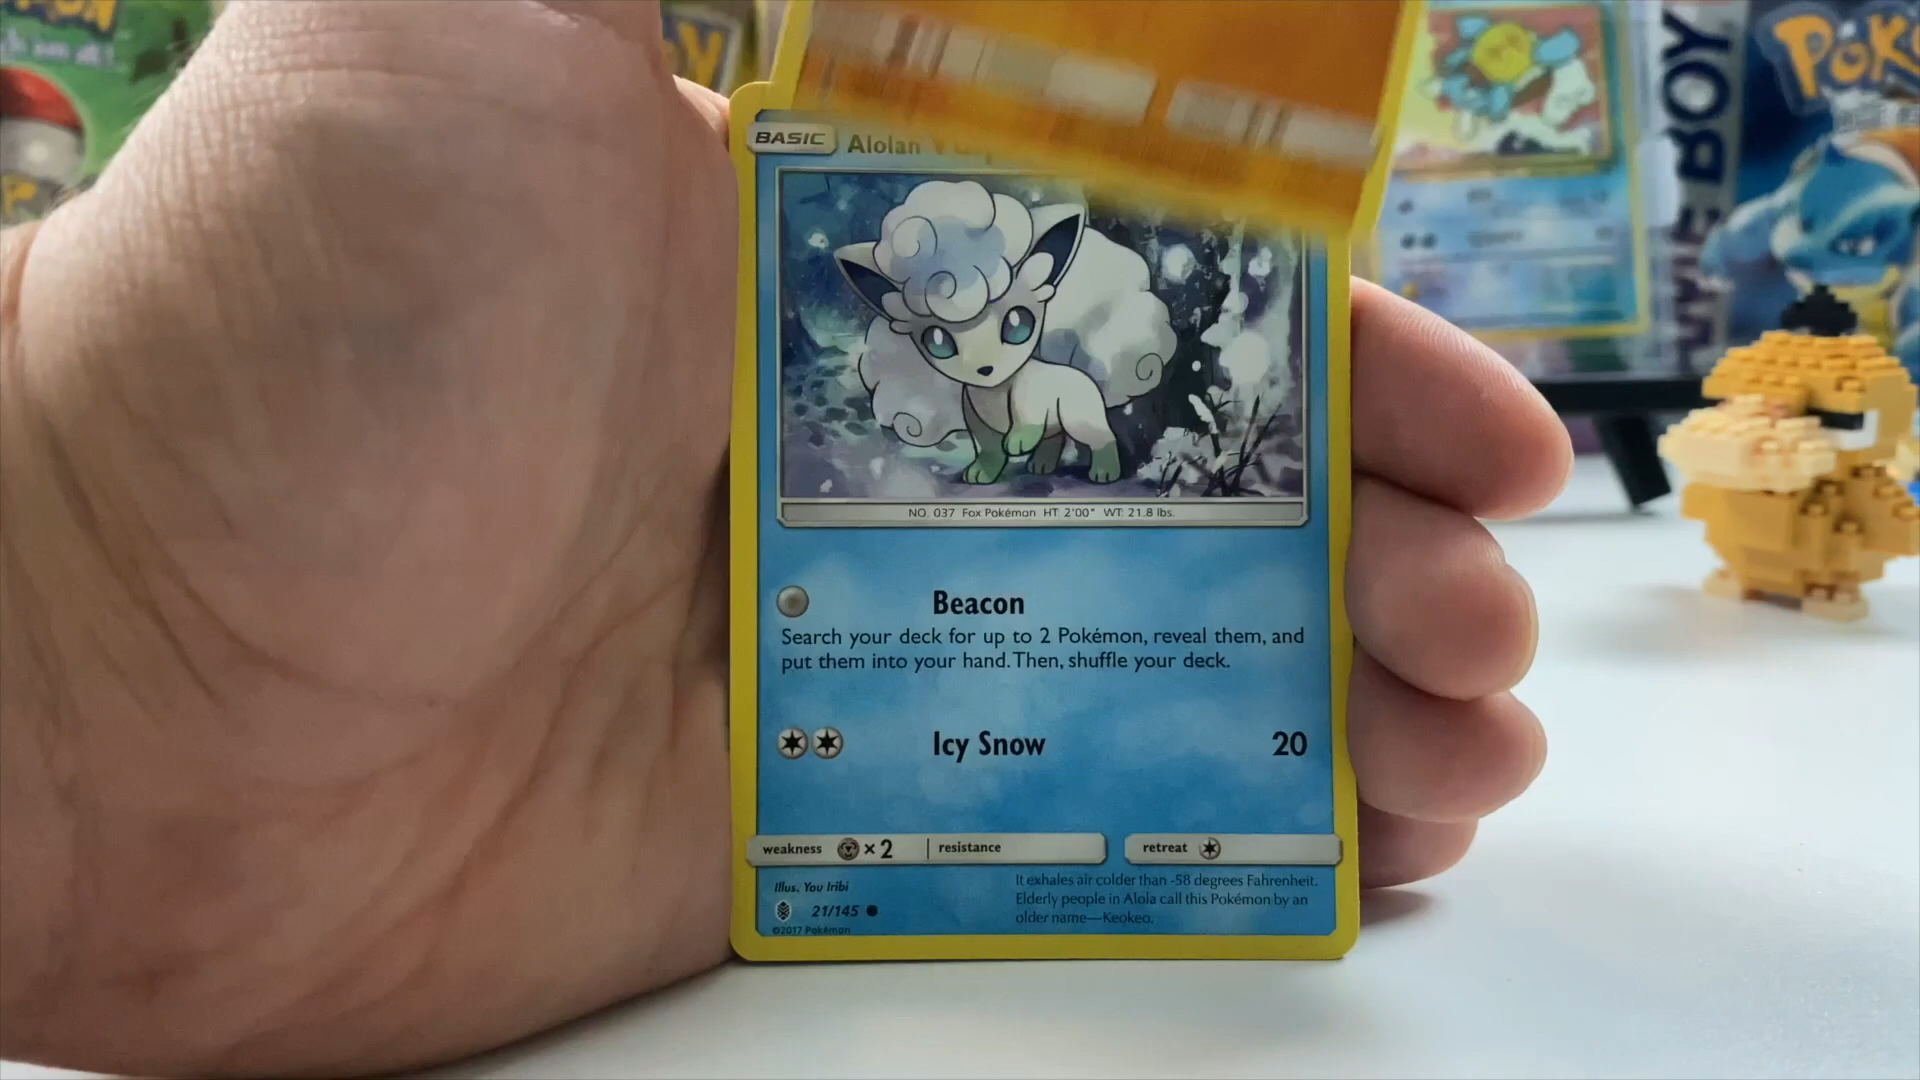 BASIC Alolan
NO. 037 Fox Pokémon HT: 2'00" WT: 21.8 lbs.
Beacon
Search your deck for up to 2 Pokémon, reveal them, and
put them into your hand. Then, shuffle your deck.
Icy Snow 20
weakness ×2 resistance retreat
Illus. You Iribi
21/145
©2017 Pokémon
It exhales air colder than -58 degrees Fahrenheit.
Elderly people in Alola call this Pokémon by an
older name—Keokeo.
BOY